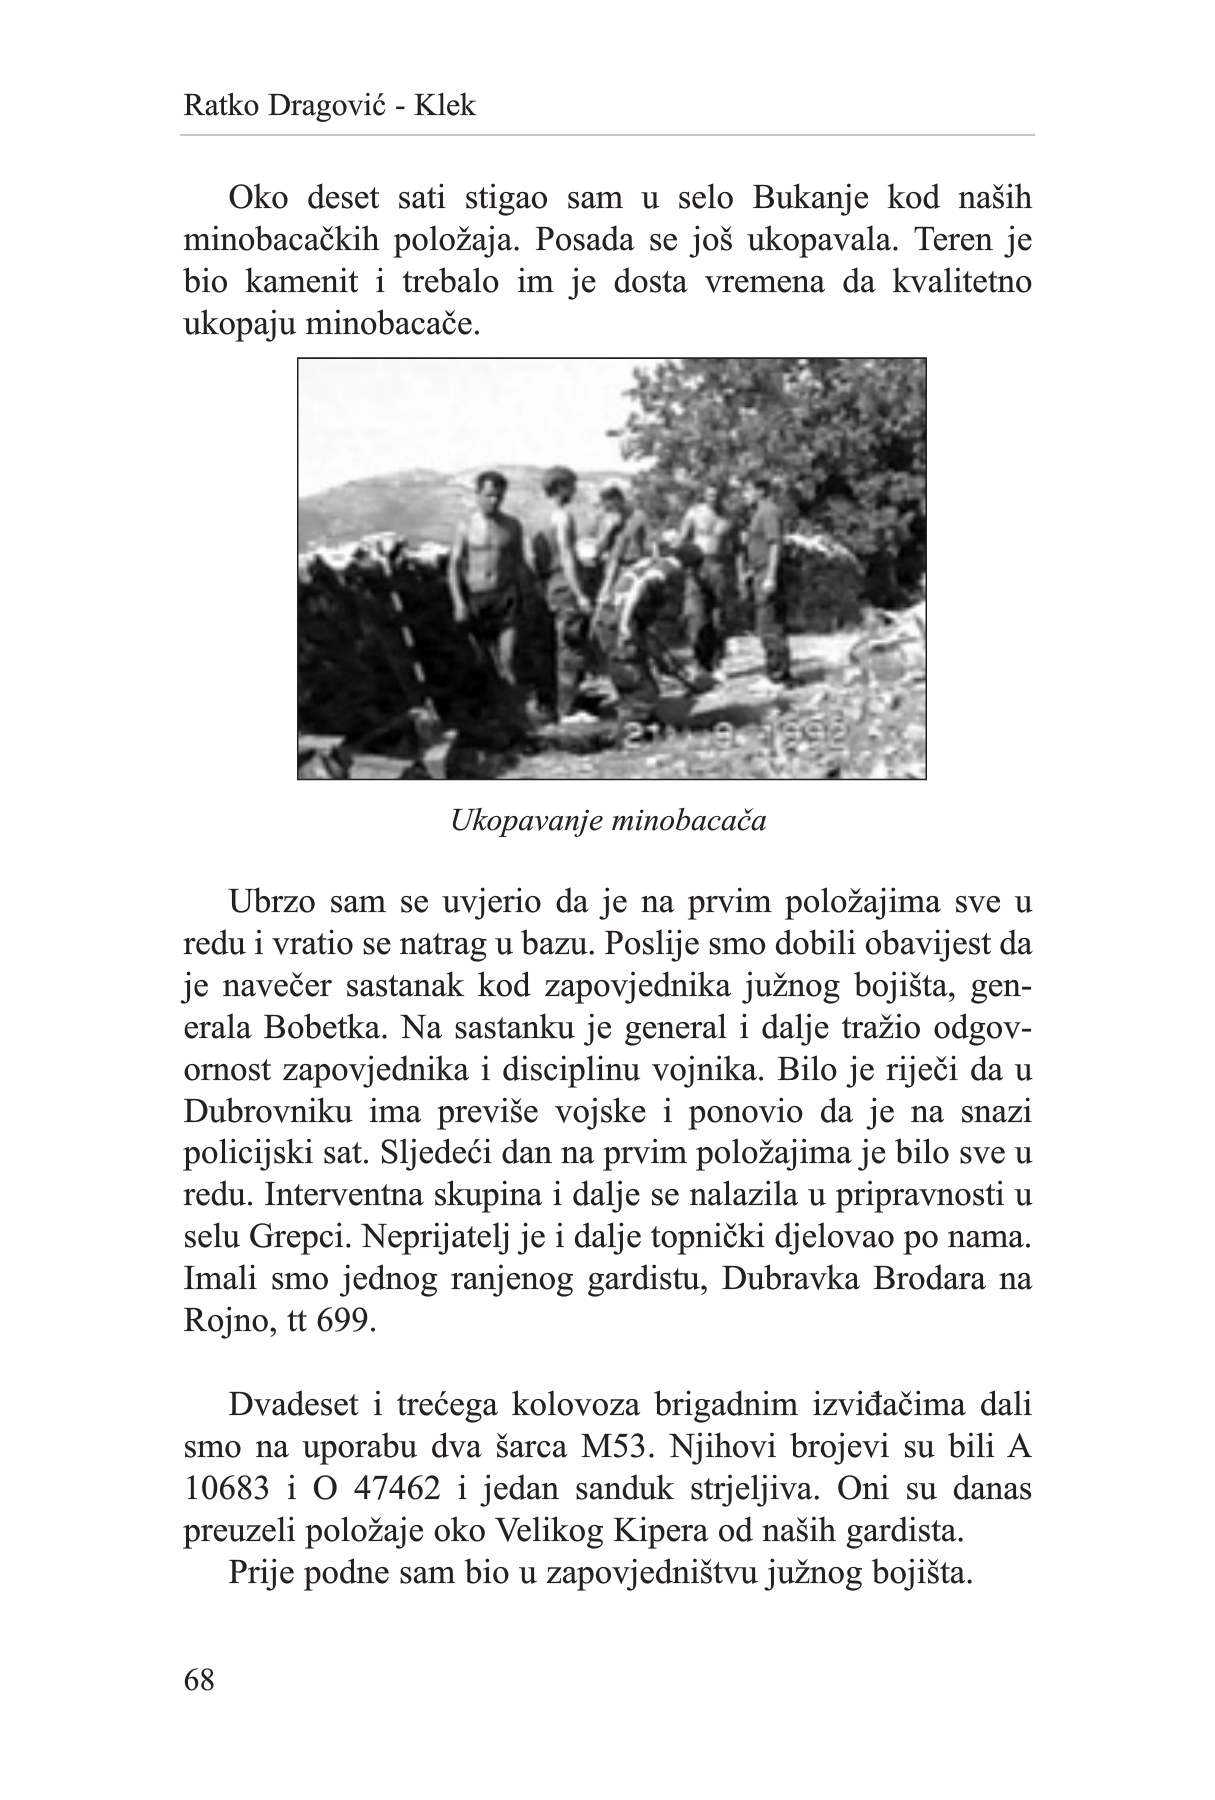 Ratko Dragović - Klek
Oko deset sati stigao sam u selo Bukanje kod naših
minobacačkih položaja. Posada se još ukopavala. Teren je
bio kamenit i trebalo im je dosta vremena da kvalitetno
ukopaju minobacače.
9. 1992
Ukopavanje minobacača
Ubrzo sam se uvjerio da je na prvim položajima sve u
redu i vratio se natrag u bazu. Poslije smo dobili obavijest da
je navečer sastanak kod zapovjednika južnog bojišta, gen-
erala Bobetka. Na sastanku je general i dalje tražio odgov-
ornost zapovjednika i disciplinu vojnika. Bilo je riječi da u
Dubrovniku ima previše vojske i ponovio da je na snazi
policijski sat. Sljedeći dan na prvim položajima je bilo sve u
redu. Interventna skupina i dalje se nalazila u pripravnosti u
selu Grepci. Neprijatelj je i dalje topnički djelovao po nama.
Imali smo jednog ranjenog gardistu, Dubravka Brodara na
Rojno, tt 699.
Dvadeset i trećega kolovoza brigadnim izviđačima dali
smo na uporabu dva šarca M53. Njihovi brojevi su bili A
10683 i O 47462 i jedan sanduk strjeljiva. Oni su danas
preuzeli položaje oko Velikog Kipera od naših gardista.
Prije podne sam bio u zapovjedništvu južnog bojišta.
68